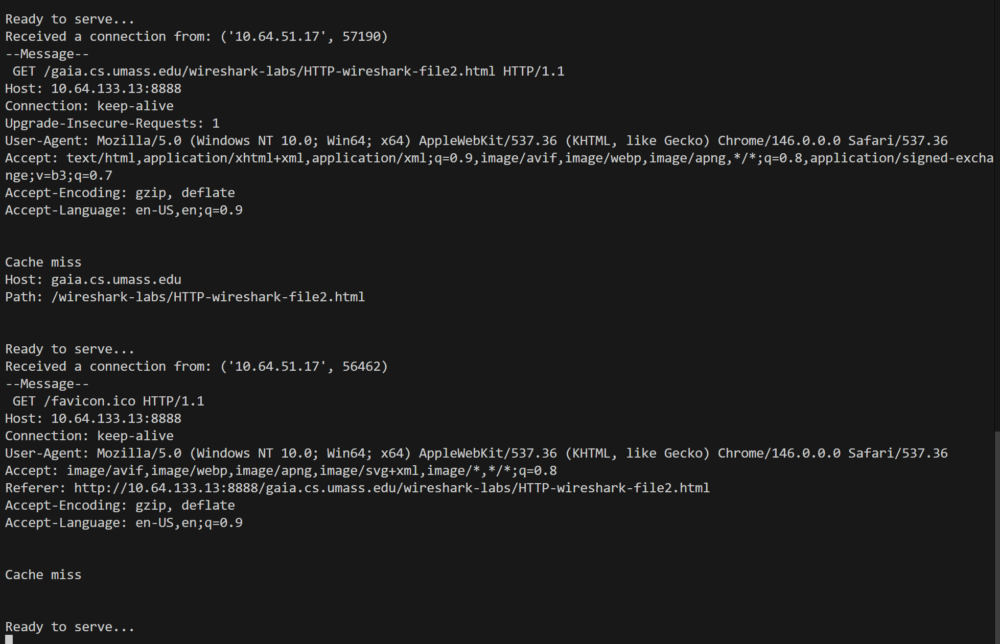 Ready to serve...
Received a connection from: ('10.64.51.17', 57190)
--Message--
 GET /gaia.cs.umass.edu/wireshark-labs/HTTP-wireshark-file2.html HTTP/1.1
Host: 10.64.133.13:8888
Connection: keep-alive
Upgrade-Insecure-Requests: 1
User-Agent: Mozilla/5.0 (Windows NT 10.0; Win64; x64) AppleWebKit/537.36 (KHTML, like Gecko) Chrome/146.0.0.0 Safari/537.36
Accept: text/html,application/xhtml+xml,application/xml;q=0.9,image/avif,image/webp,image/apng,*/*;q=0.8,application/signed-excha
nge;v=b3;q=0.7
Accept-Encoding: gzip, deflate
Accept-Language: en-US,en;q=0.9
Cache miss
Host: gaia.cs.umass.edu
Path: /wireshark-labs/HTTP-wireshark-file2.html
Ready to serve...
Received a connection from: ('10.64.51.17', 56462)
--Message--
 GET /favicon.ico HTTP/1.1
Host: 10.64.133.13:8888
Connection: keep-alive
User-Agent: Mozilla/5.0 (Windows NT 10.0; Win64; x64) AppleWebKit/537.36 (KHTML, like Gecko) Chrome/146.0.0.0 Safari/537.36
Accept: image/avif,image/webp,image/apng,image/svg+xml,image/*,*/*;q=0.8
Referer: http://10.64.133.13:8888/gaia.cs.umass.edu/wireshark-labs/HTTP-wireshark-file2.html
Accept-Encoding: gzip, deflate
Accept-Language: en-US,en;q=0.9
Cache miss
Ready to serve...